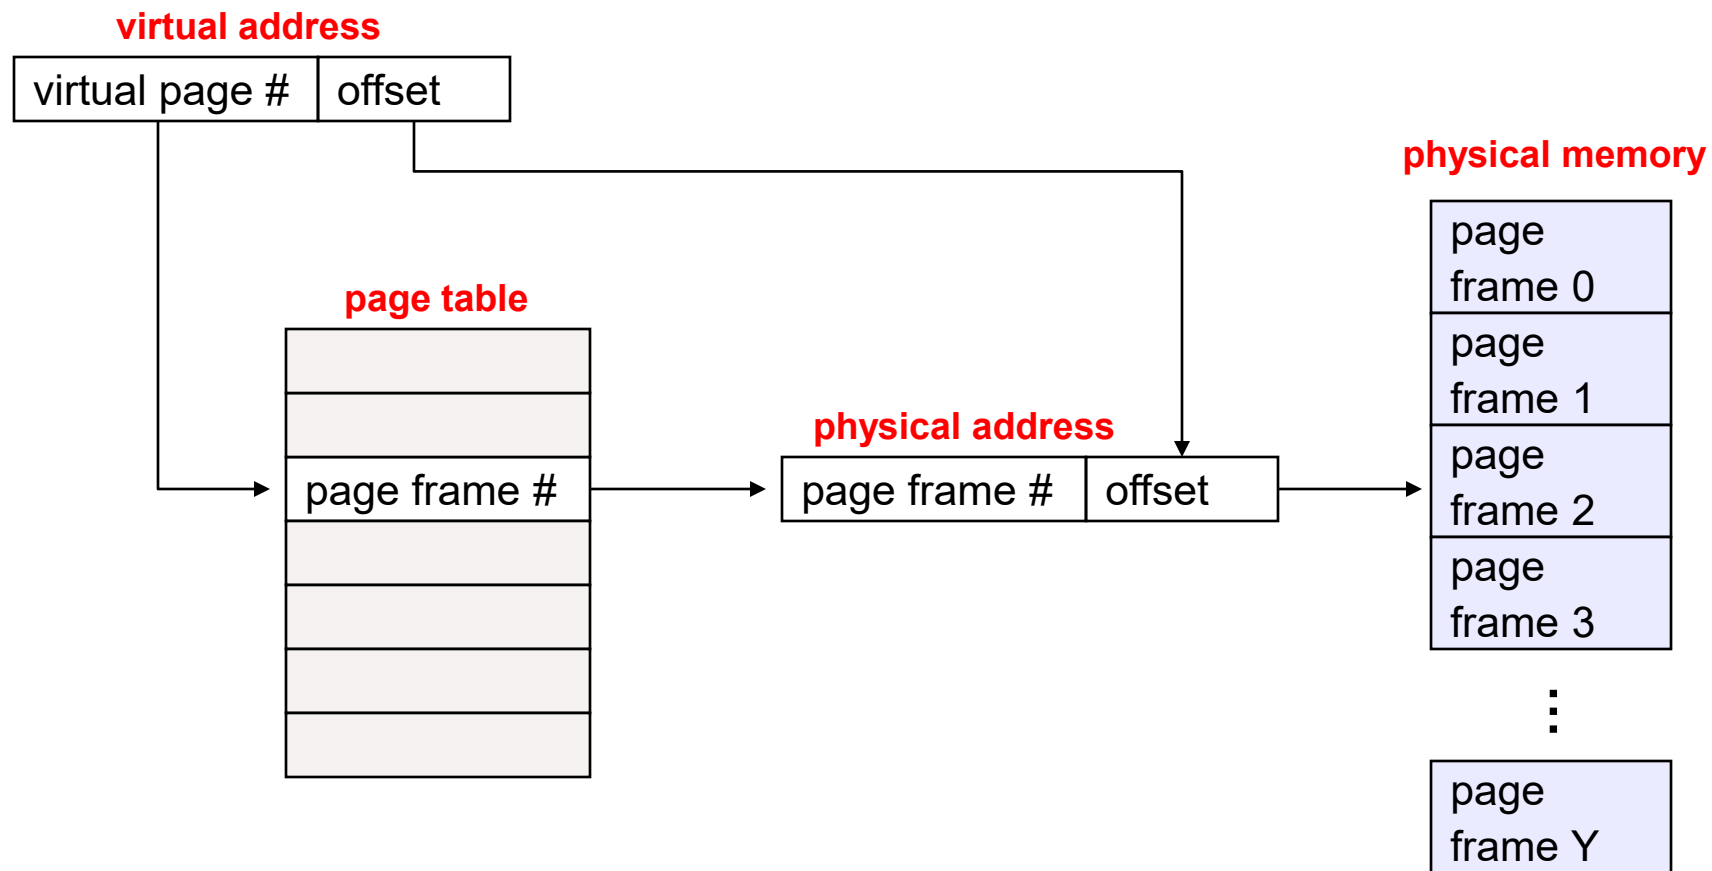 virtual address
virtual page # offset
physical memory
page
frame 0
page table
page
frame 1
physical address
page
page frame # page frame # offset
frame 2
page
frame 3
⋮
page
frame Y